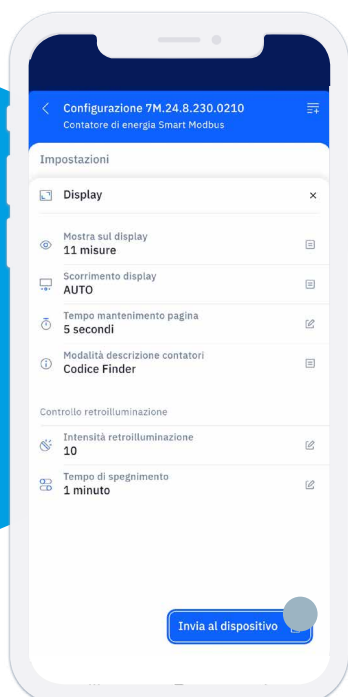 Configurazione 7M.24.8.230.0210
Contatore di energia Smart Modbus
Impostazioni
Display
Mostra sul display
11 misure
Scorrimento display
AUTO
Tempo mantenimento pagina
5 secondi
Modalità descrizione contatori
Codice Finder
Controllo retroilluminazione
Intensità retroilluminazione
10
Tempo di spegnimento
1 minuto
Invia al dispositivo